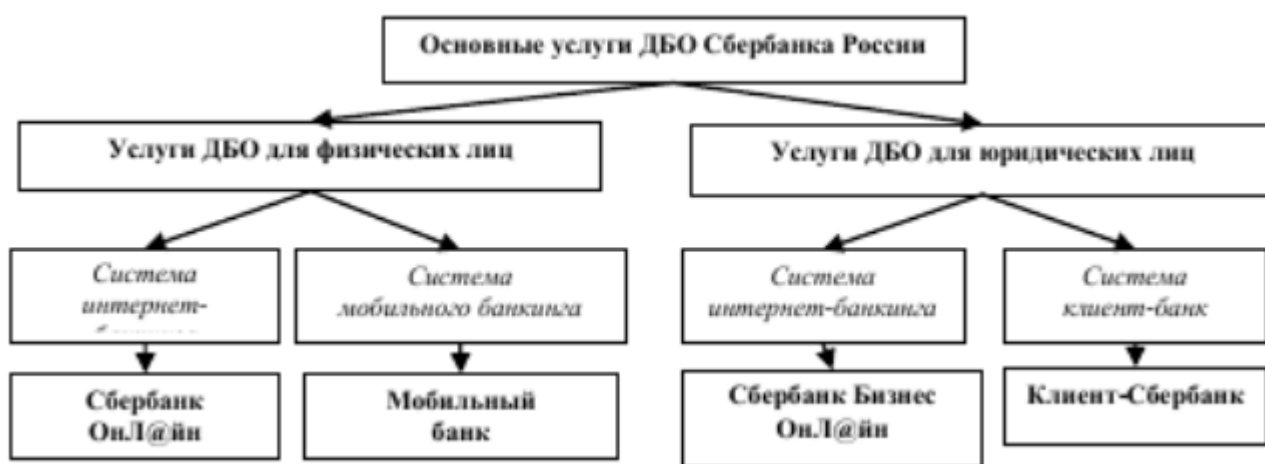 Основные услуги ДБО Сбербанка России
Услуги ДБО для физических лиц
Услуги ДБО для юридических лиц
Система
интернет-
Система
мобильного банкинга
Система
интернет-банкинга
Система
клиент-банк
Сбербанк
ОнЛ@йн
Мобильный
банк
Сбербанк Бизнес
ОнЛ@йн
Клиент-Сбербанк